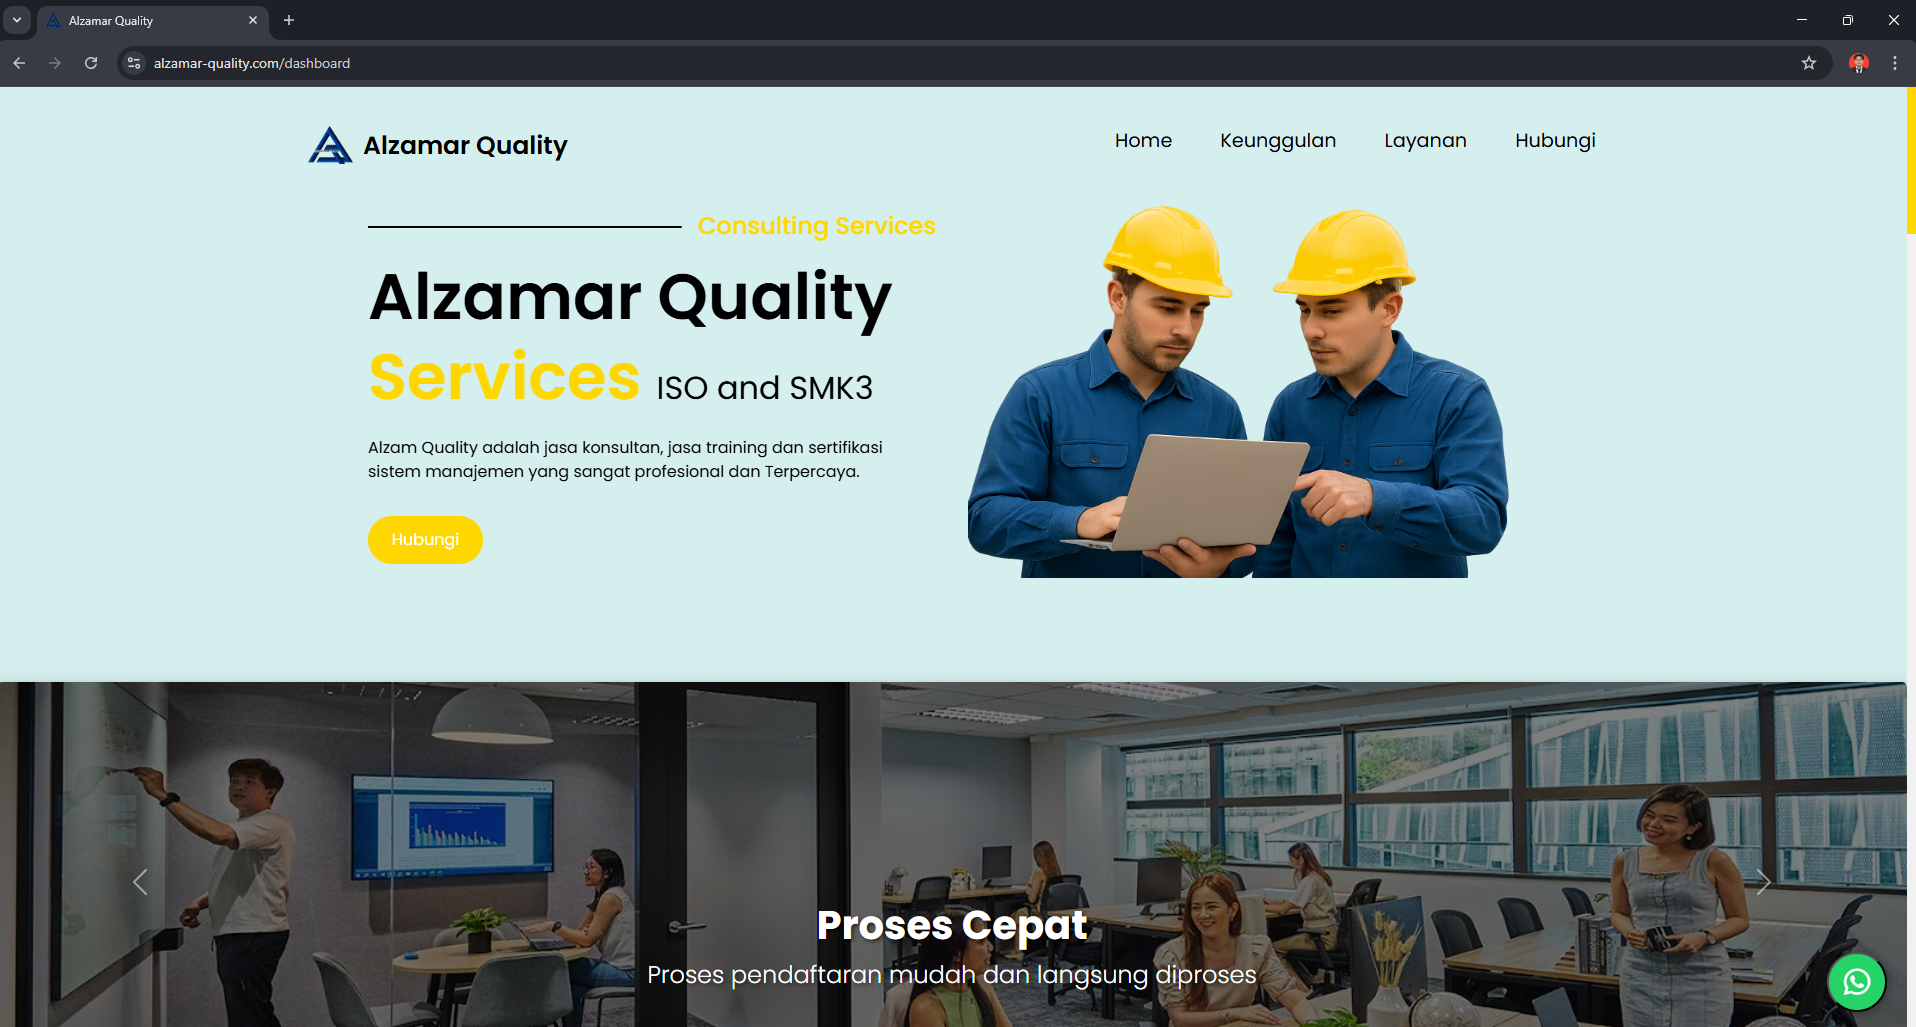 Alzamar Quality
alzamar-quality.com/dashboard
Alzamar Quality
Home Keunggulan Layanan Hubungi
Consulting Services
Alzamar Quality
Services ISO and SMK3
Alzam Quality adalah jasa konsultan, jasa training dan sertifikasi
sistem manajemen yang sangat profesional dan Terpercaya.
Hubungi
Proses Cepat
Proses pendaftaran mudah dan langsung diproses